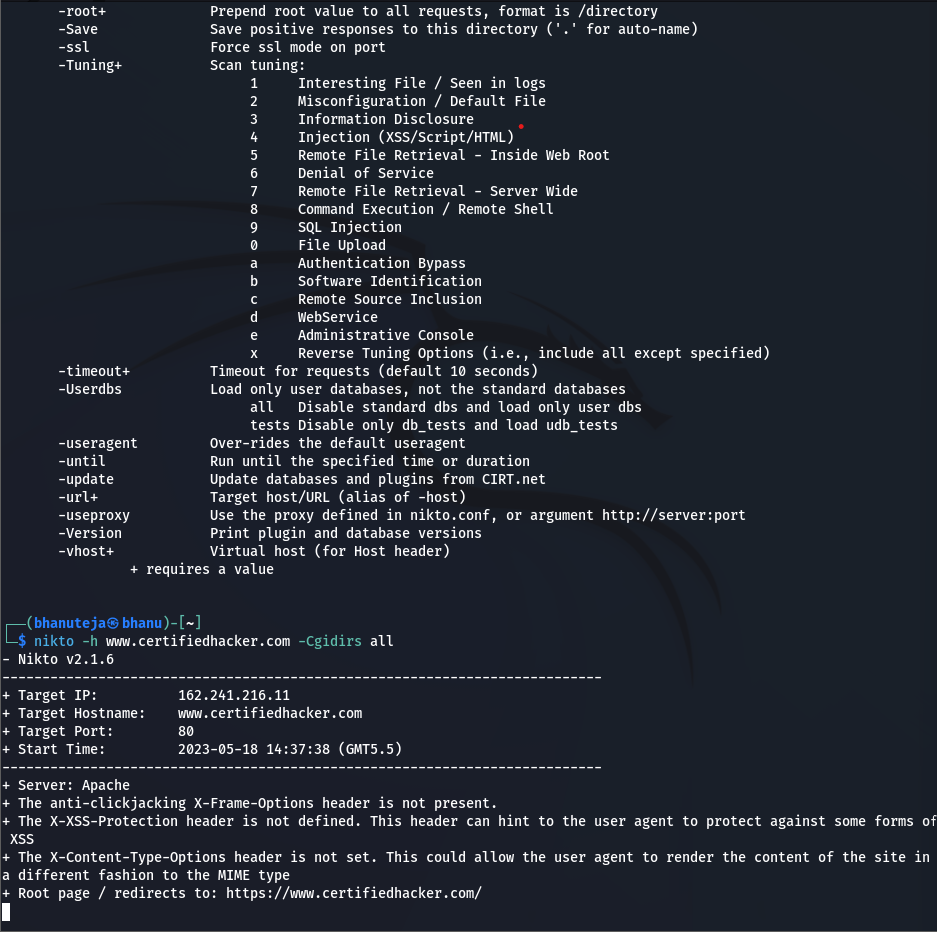 -root+ Prepend root value to all requests, format is /directory
-Save Save positive responses to this directory ('.' for auto-name)
-ssl Force ssl mode on port
-Tuning+ Scan tuning:
1 Interesting File / Seen in logs
2 Misconfiguration / Default File
3 Information Disclosure
4 Injection (XSS/Script/HTML)
5 Remote File Retrieval - Inside Web Root
6 Denial of Service
7 Remote File Retrieval - Server Wide
8 Command Execution / Remote Shell
9 SQL Injection
0 File Upload
a Authentication Bypass
b Software Identification
c Remote Source Inclusion
d WebService
e Administrative Console
x Reverse Tuning Options (i.e., include all except specified)
-timeout+ Timeout for requests (default 10 seconds)
-Userdbs Load only user databases, not the standard databases
all Disable standard dbs and load only user dbs
tests Disable only db_tests and load udb_tests
-useragent Over-rides the default useragent
-until Run until the specified time or duration
-update Update databases and plugins from CIRT.net
-url+ Target host/URL (alias of -host)
-useproxy Use the proxy defined in nikto.conf, or argument http://server:port
-Version Print plugin and database versions
-vhost+ Virtual host (for Host header)
+ requires a value
┌──(bhanuteja㉿bhanu)-[~]
└─$ nikto -h www.certifiedhacker.com -Cgidirs all
- Nikto v2.1.6
---------------------------------------------------------------------------
+ Target IP: 162.241.216.11
+ Target Hostname: www.certifiedhacker.com
+ Target Port: 80
+ Start Time: 2023-05-18 14:37:38 (GMT5.5)
---------------------------------------------------------------------------
+ Server: Apache
+ The anti-clickjacking X-Frame-Options header is not present.
+ The X-XSS-Protection header is not defined. This header can hint to the user agent to protect against some forms of
XSS
+ The X-Content-Type-Options header is not set. This could allow the user agent to render the content of the site in
a different fashion to the MIME type
+ Root page / redirects to: https://www.certifiedhacker.com/